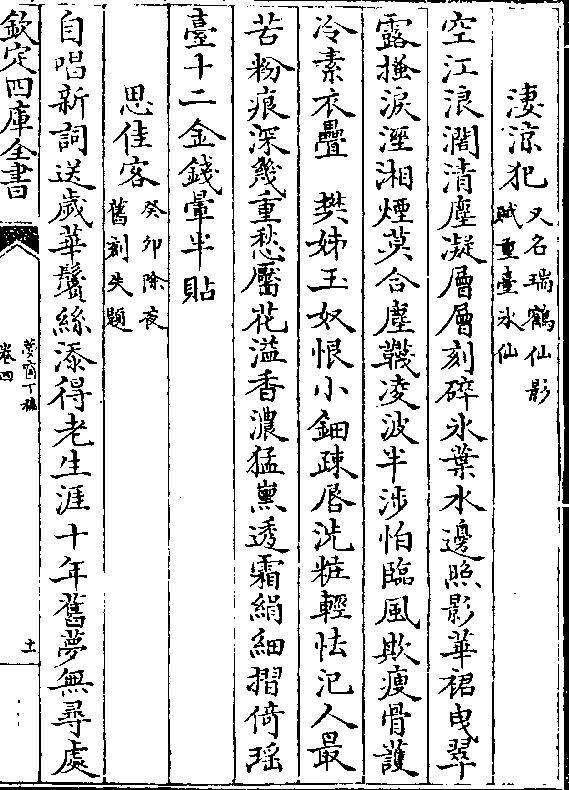 淒涼犯又名瑞鶴仙影
賦重臺水仙
空江浪濶清塵凝層層刻碎氷葉水邊照影華裾曳翠
露搔淚溼湘煙莫合塵韈凌波半涉怕臨風欺瘦骨護
冷素衣疊　樊姊玉奴恨小鈿疎唇洗粧輕怯汜人最
苦粉痕深幾重愁靨花溢香濃猛熏透霜絹細摺倚瑶
臺十二金錢暈半貼
思佳客癸卯除夜
舊刻失題
自唱新詞送歲華鬢絲添得老生涯十年舊夢無尋處
欽定四庫全書
夢窗丁稿
卷四
十